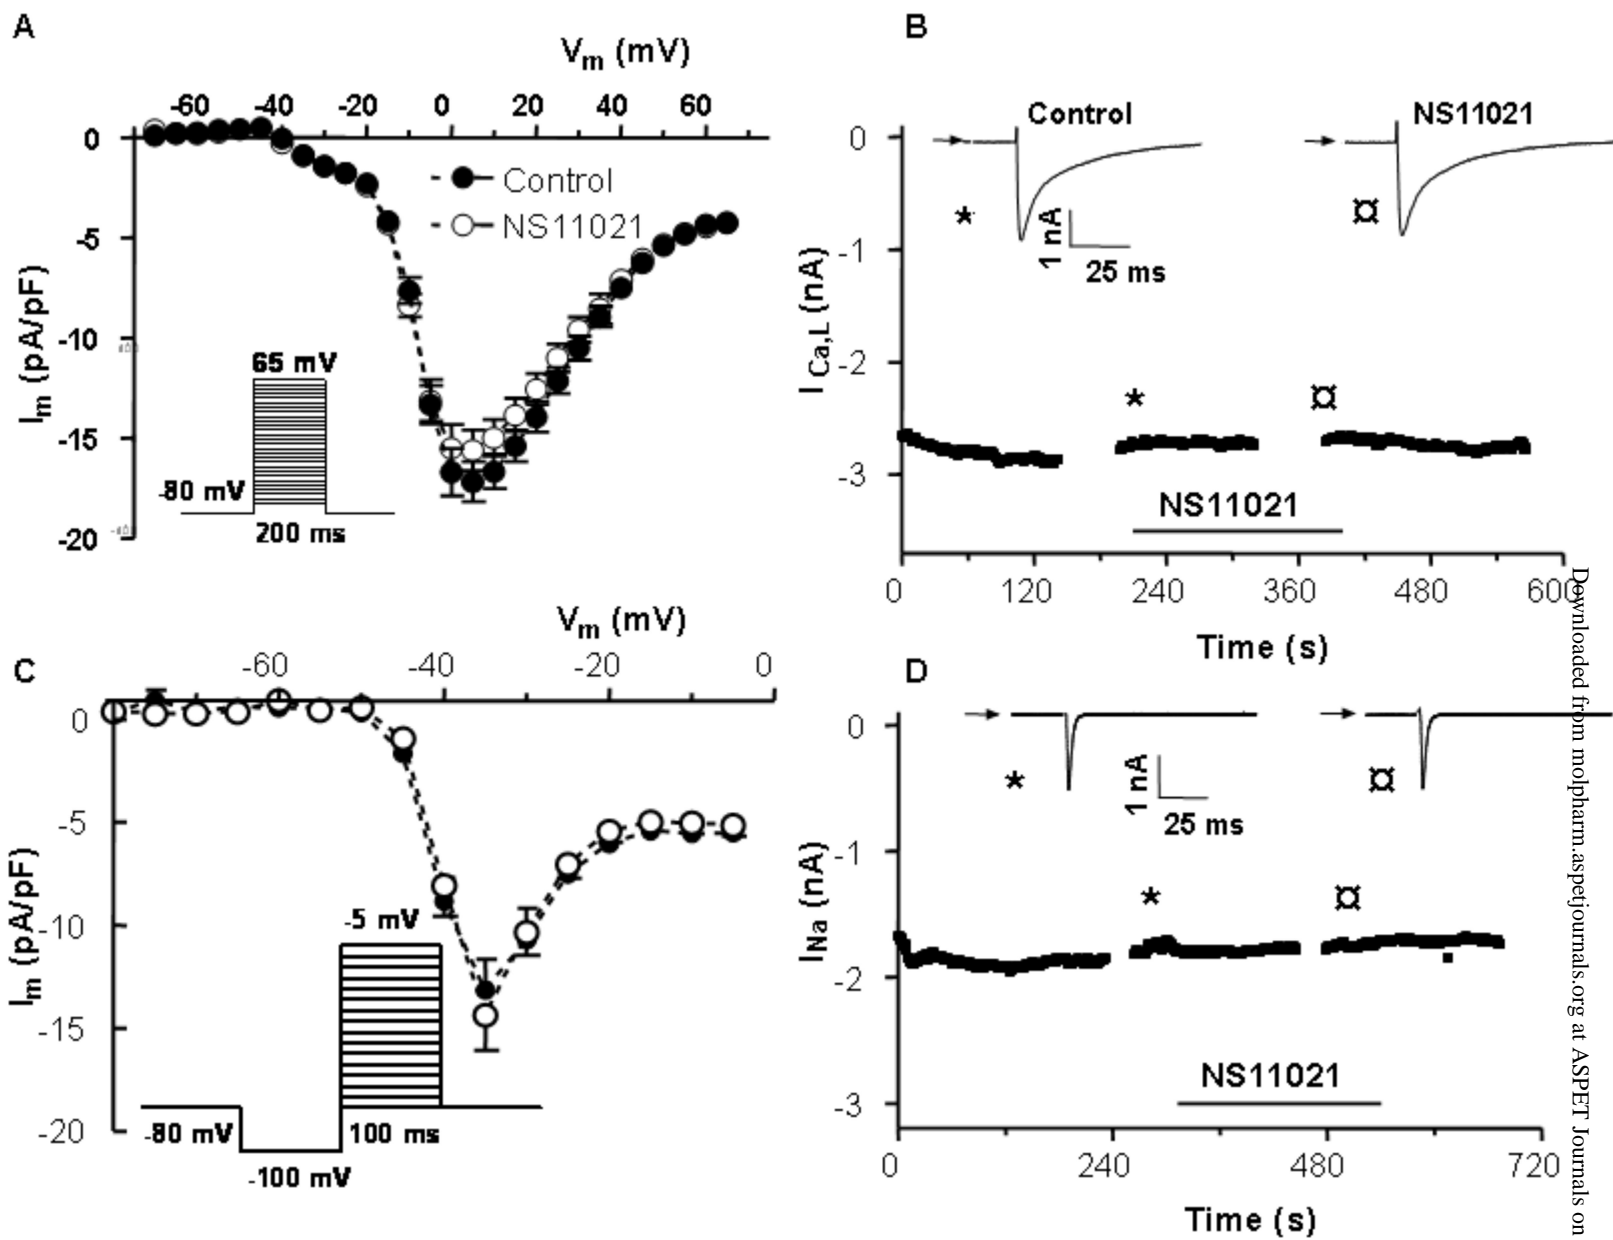 A
Vm (mV)
-60 -40 -20 0 20 40 60
0
-5
-10
-15
-20
Im (pA/pF)
Control
NS11021
65 mV
-80 mV
200 ms
B
0
-1
-2
-3
ICa,L (nA)
Control
NS11021
*
¤
1 nA
25 ms
*
¤
NS11021
0 120 240 360 480 600
Time (s)
C
Vm (mV)
-60 -40 -20 0
0
-5
-10
-15
-20
Im (pA/pF)
-5 mV
-80 mV
100 ms
-100 mV
D
0
-1
-2
-3
INa (nA)
*
¤
1 nA
25 ms
*
¤
NS11021
0 240 480 720
Time (s)
Downloaded from molpharm.aspetjournals.org at ASPET Journals on